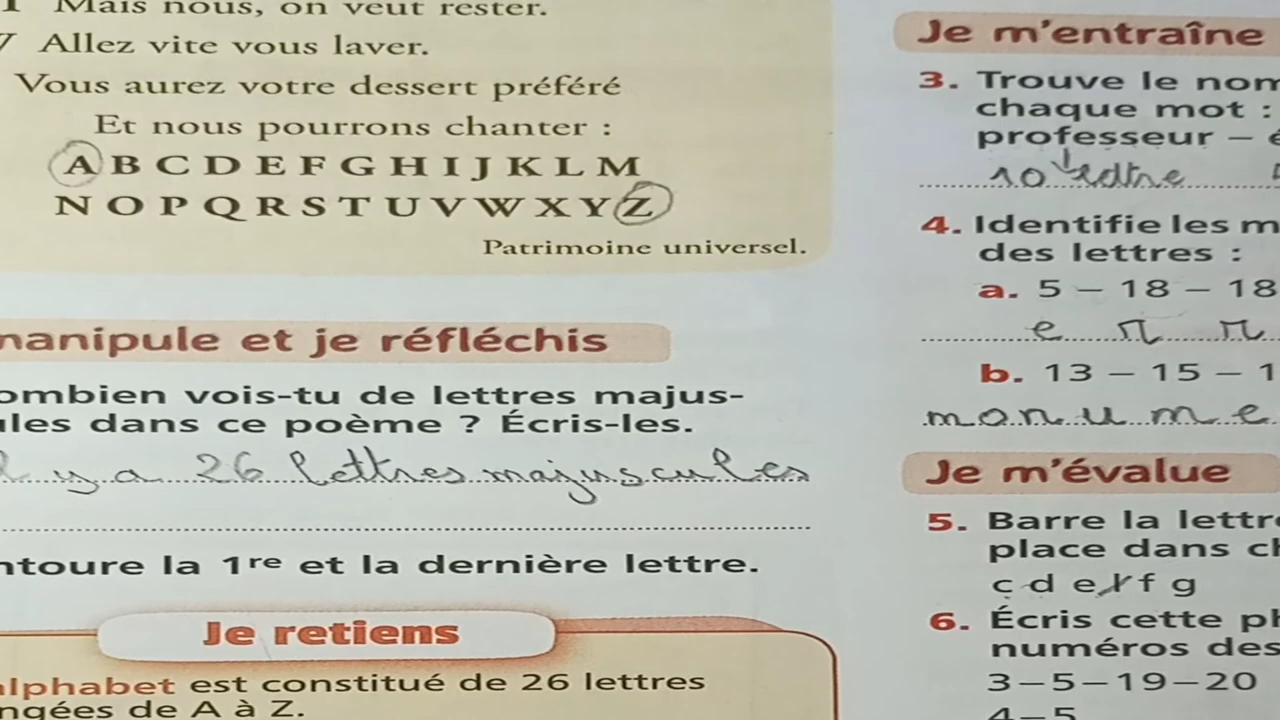 Mais nous, on veut rester.
Allez vite vous laver.
Vous aurez votre dessert préféré
Et nous pourrons chanter :
A B C D E F G H I J K L M
N O P Q R S T U V W X Y Z
Patrimoine universel.
manipule et je réfléchis
ombien vois-tu de lettres majus-
ules dans ce poème ? Écris-les.
l y a 26 lettres majuscules
ntoure la 1re et la dernière lettre.
Je retiens
alphabet est constitué de 26 lettres
ngées de A à Z.
Je m'entraîne
3. Trouve le nom
chaque mot :
professeur –
10 lettre
4. Identifie les m
des lettres :
a. 5 – 18 – 18
e r r
b. 13 – 15 – 1
monume
Je m'évalue
5. Barre la lettre
place dans ch
c d e r f g
6. Écris cette ph
numéros des
3 – 5 – 19 – 20
4 – 5